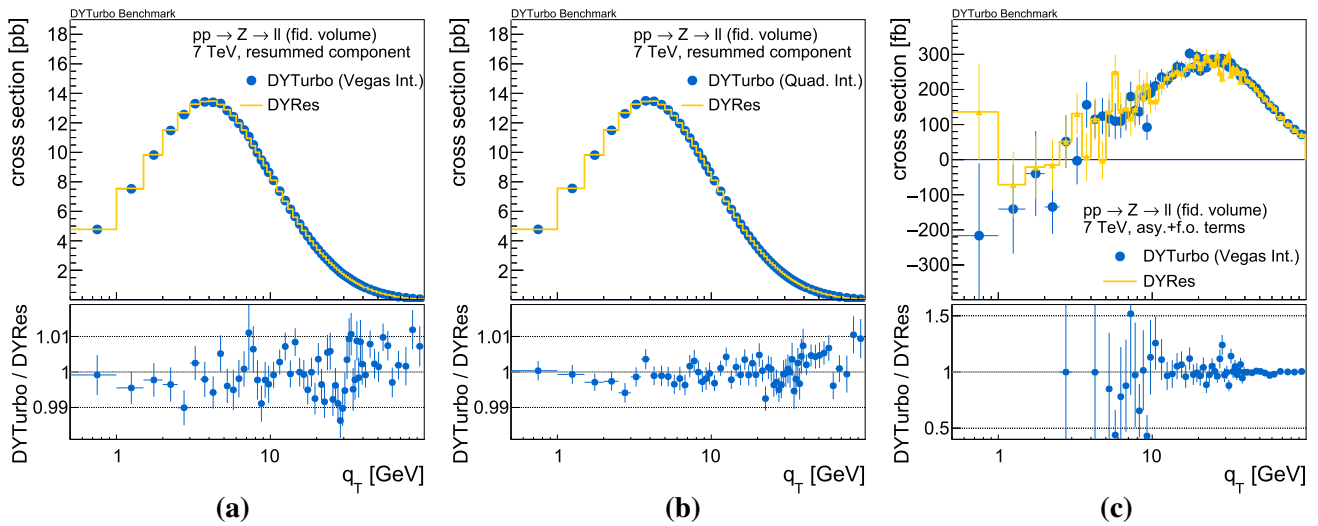 DYTurbo Benchmark
cross section [pb]
18
16
14
12
10
8
6
4
2
pp → Z → ll (fid. volume)
7 TeV, resummed component
DYTurbo (Vegas Int.)
DYRes
DYTurbo / DYRes
1.01
1
0.99
1
10
q_T [GeV]
(a)
DYTurbo Benchmark
cross section [pb]
18
16
14
12
10
8
6
4
2
pp → Z → ll (fid. volume)
7 TeV, resummed component
DYTurbo (Quad. Int.)
DYRes
DYTurbo / DYRes
1.01
1
0.99
1
10
q_T [GeV]
(b)
DYTurbo Benchmark
cross section [fb]
300
200
100
0
−100
−200
−300
pp → Z → ll (fid. volume)
7 TeV, asy.+f.o. terms
DYTurbo (Vegas Int.)
DYRes
DYTurbo / DYRes
1.5
1
0.5
1
10
q_T [GeV]
(c)